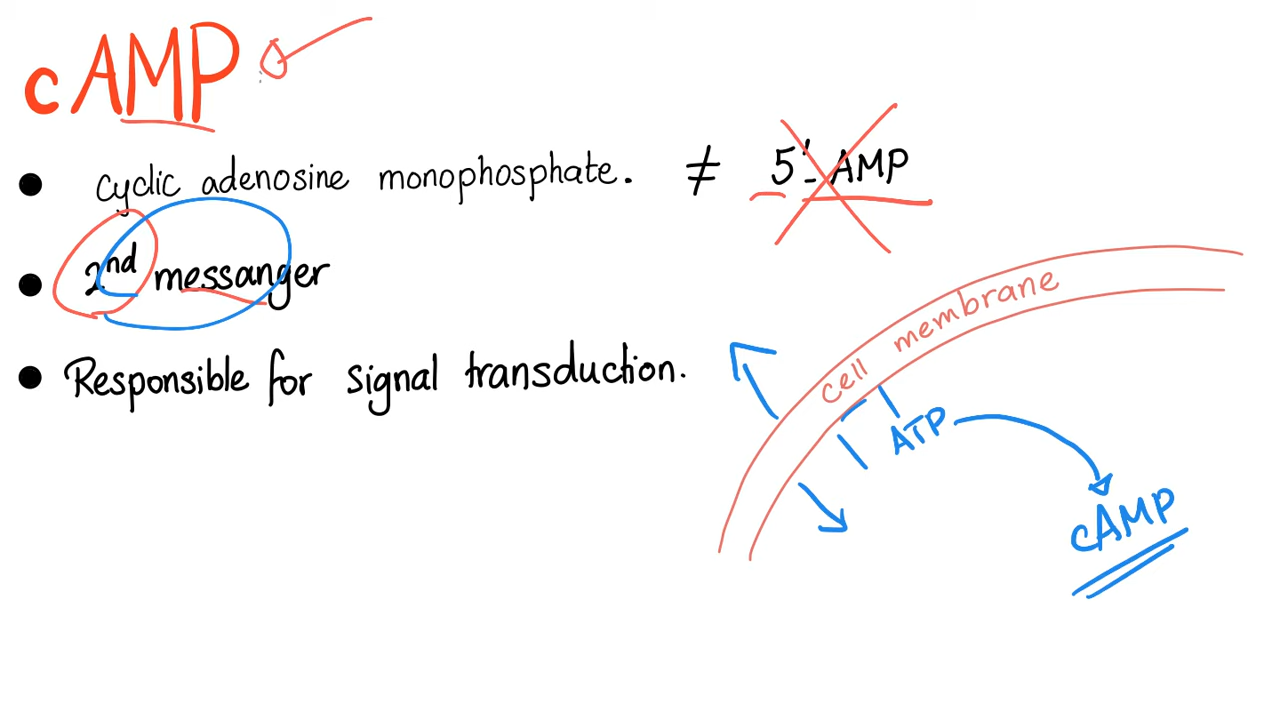 cAMP
• cyclic adenosine monophosphate. ≠ 5'-AMP
• 2nd messanger
• Responsible for signal transduction.
cell membrane
ATP
cAMP